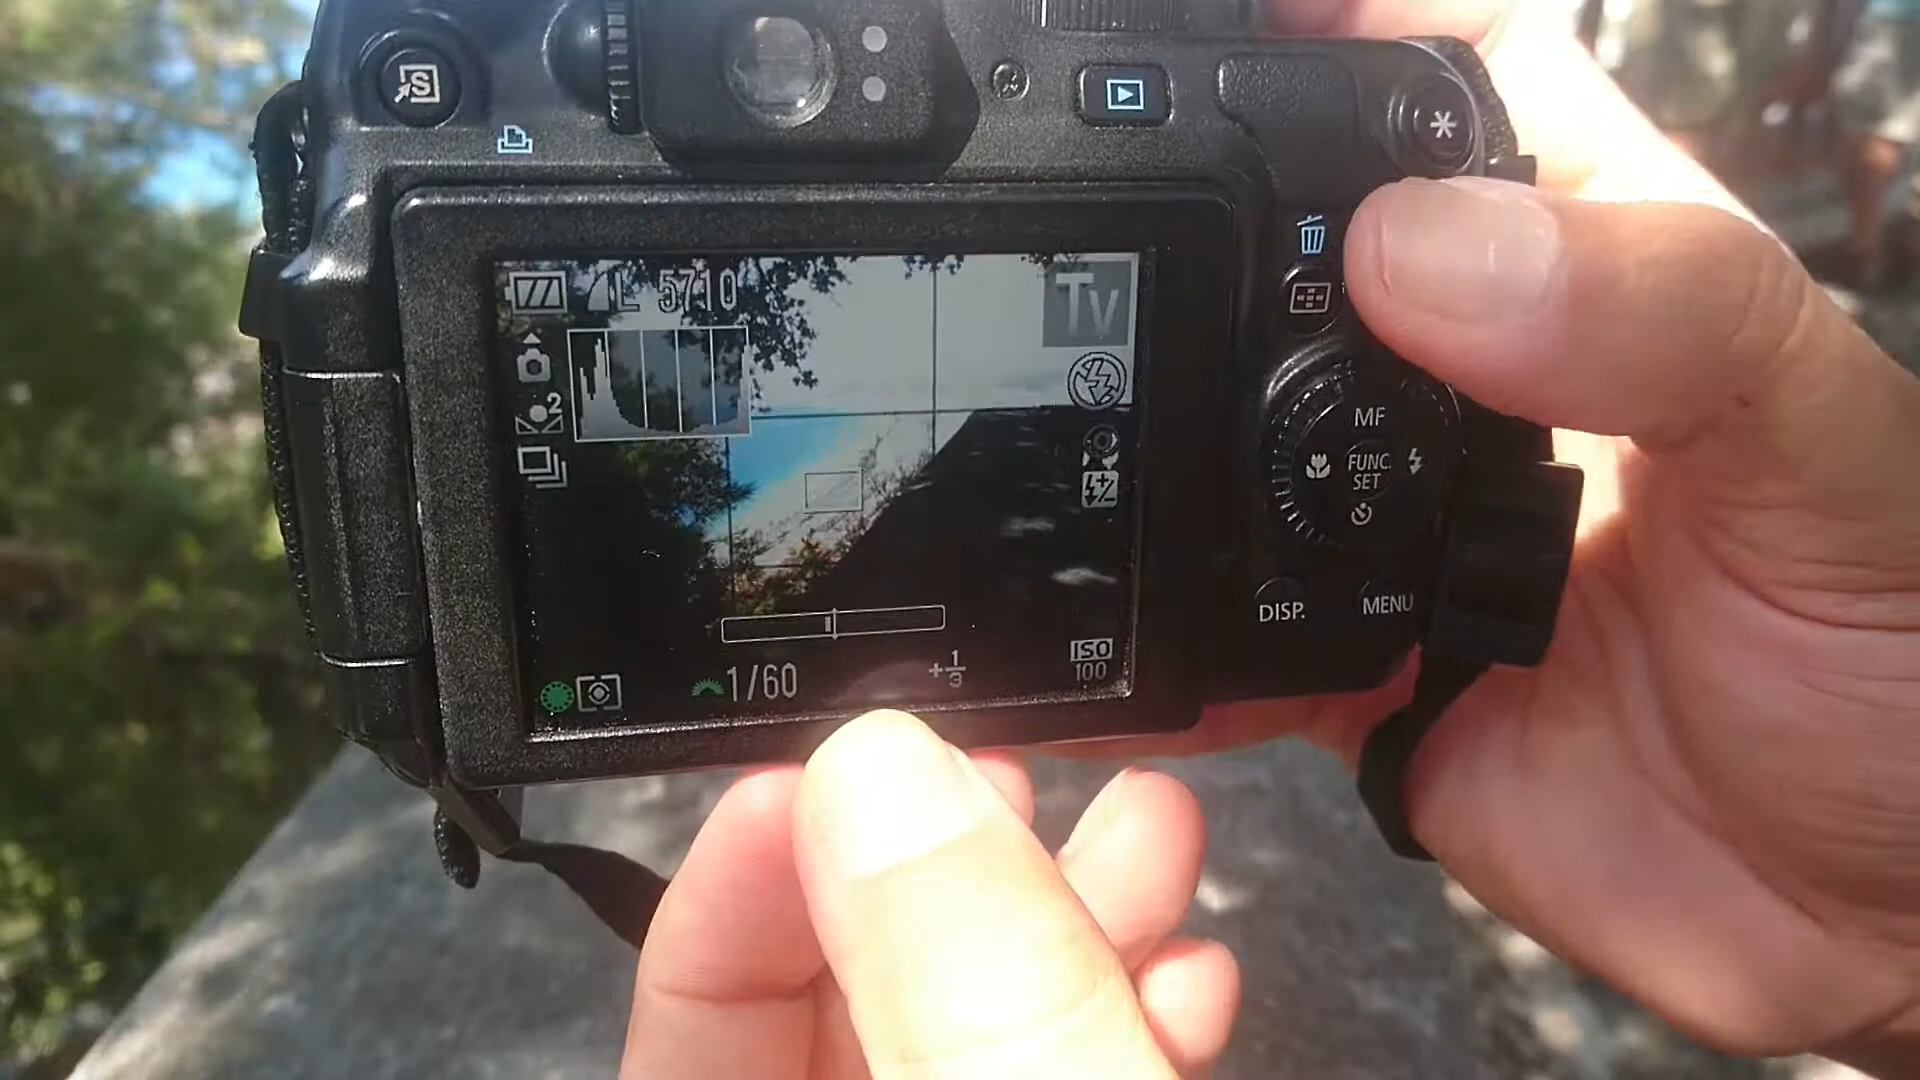 S
L 5710
Tv
2
MF
FUNC.
SET
DISP.
MENU
1/60
+1/3
ISO
100